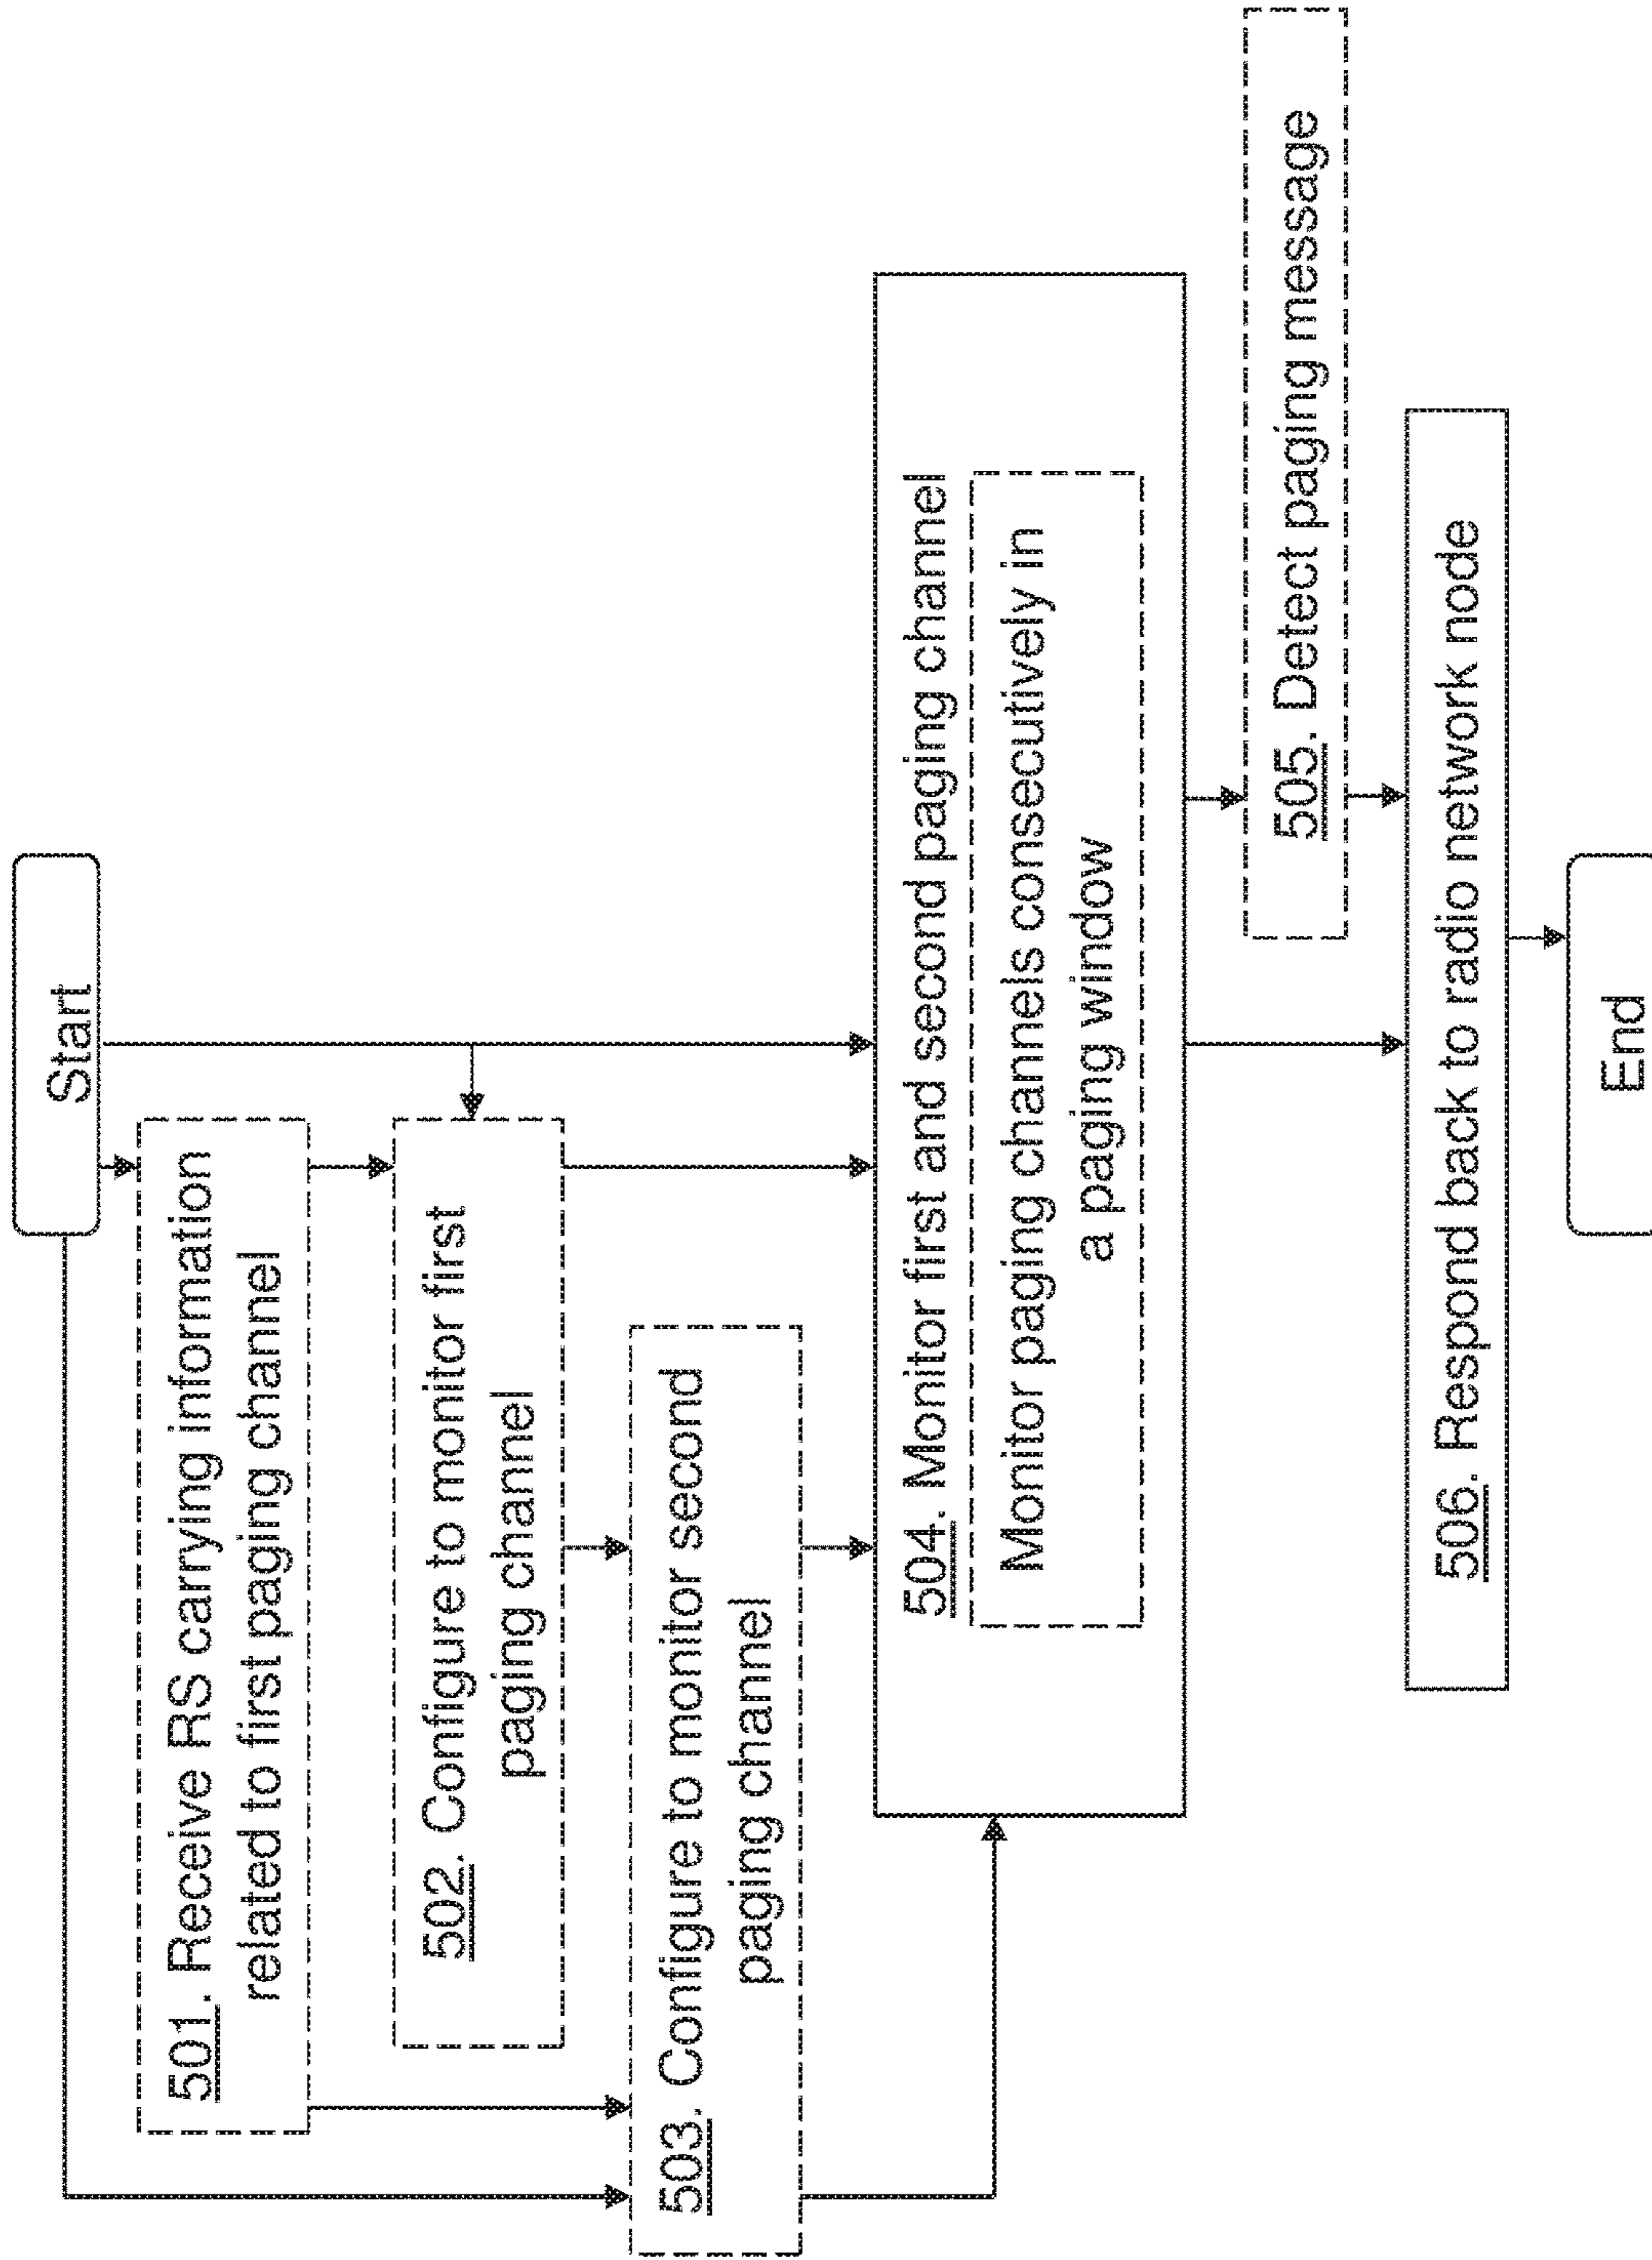 Start
501. Receive RS carrying information
related to first paging channel
502. Configure to monitor first
paging channel
503. Configure to monitor second
paging channel
504. Monitor first and second paging channel
Monitor paging channels consecutively in
a paging window
505. Detect paging message
506. Respond back to radio network node
End